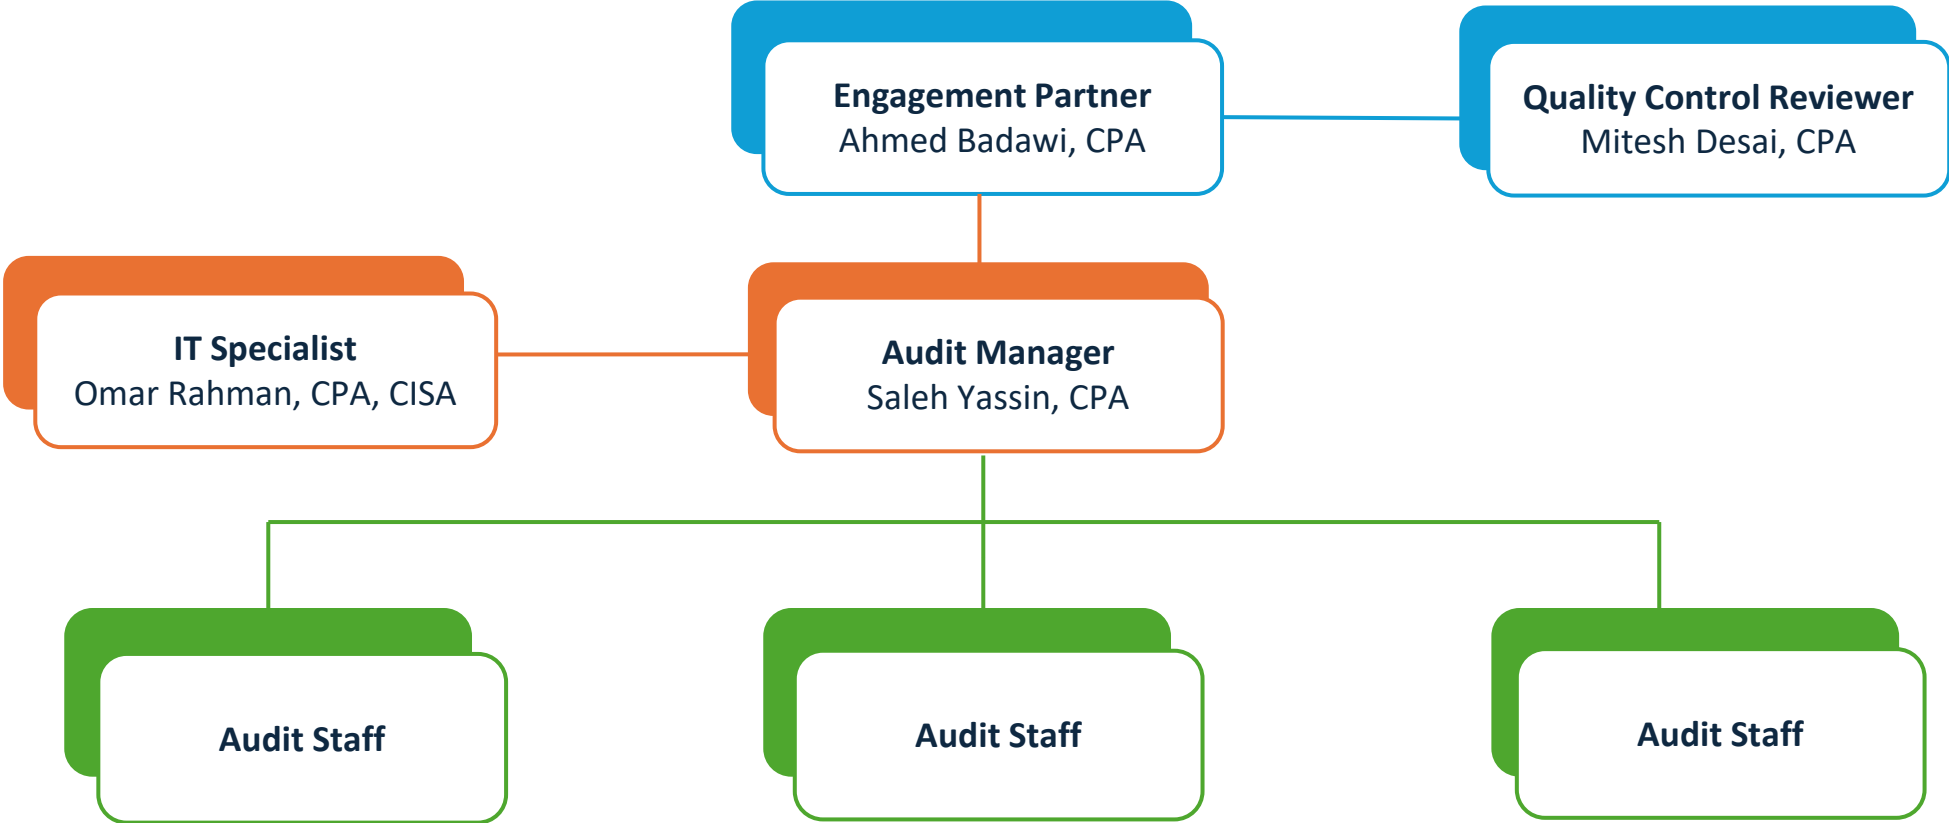 Engagement Partner
Ahmed Badawi, CPA
Quality Control Reviewer
Mitesh Desai, CPA
IT Specialist
Omar Rahman, CPA, CISA
Audit Manager
Saleh Yassin, CPA
Audit Staff
Audit Staff
Audit Staff